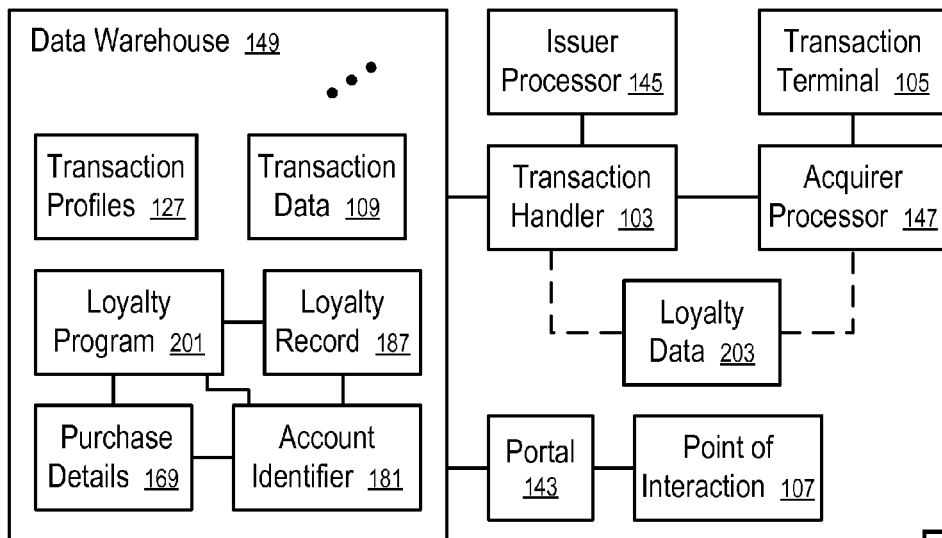 Data Warehouse 149
Issuer
Processor 145
Transaction
Terminal 105
Transaction
Profiles 127
Transaction
Data 109
Transaction
Handler 103
Acquirer
Processor 147
Loyalty
Program 201
Loyalty
Record 187
Loyalty
Data 203
Purchase
Details 169
Account
Identifier 181
Portal
143
Point of
Interaction 107